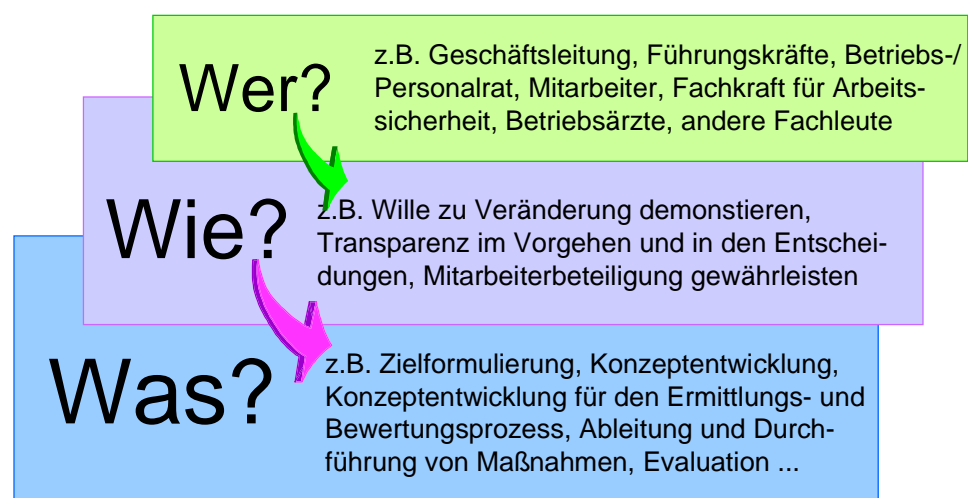 Wer?
z.B. Geschäftsleitung, Führungskräfte, Betriebs-/
Personalrat, Mitarbeiter, Fachkraft für Arbeits-
sicherheit, Betriebsärzte, andere Fachleute
Wie?
z.B. Wille zu Veränderung demonstieren,
Transparenz im Vorgehen und in den Entschei-
dungen, Mitarbeiterbeteiligung gewährleisten
Was?
z.B. Zielformulierung, Konzeptentwicklung,
Konzeptentwicklung für den Ermittlungs- und
Bewertungsprozess, Ableitung und Durch-
führung von Maßnahmen, Evaluation ...